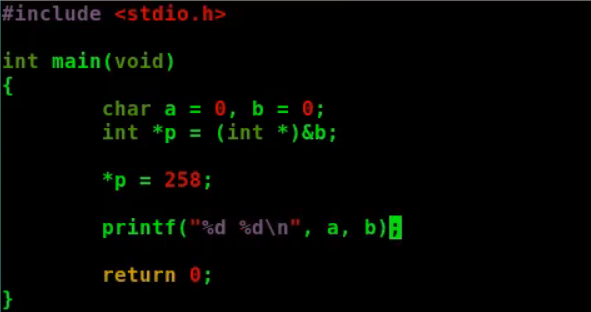 #include <stdio.h>
int main(void)
{
        char a = 0, b = 0;
        int *p = (int *)&b;
        *p = 258;
        printf("%d %d\n", a, b);
        return 0;
}